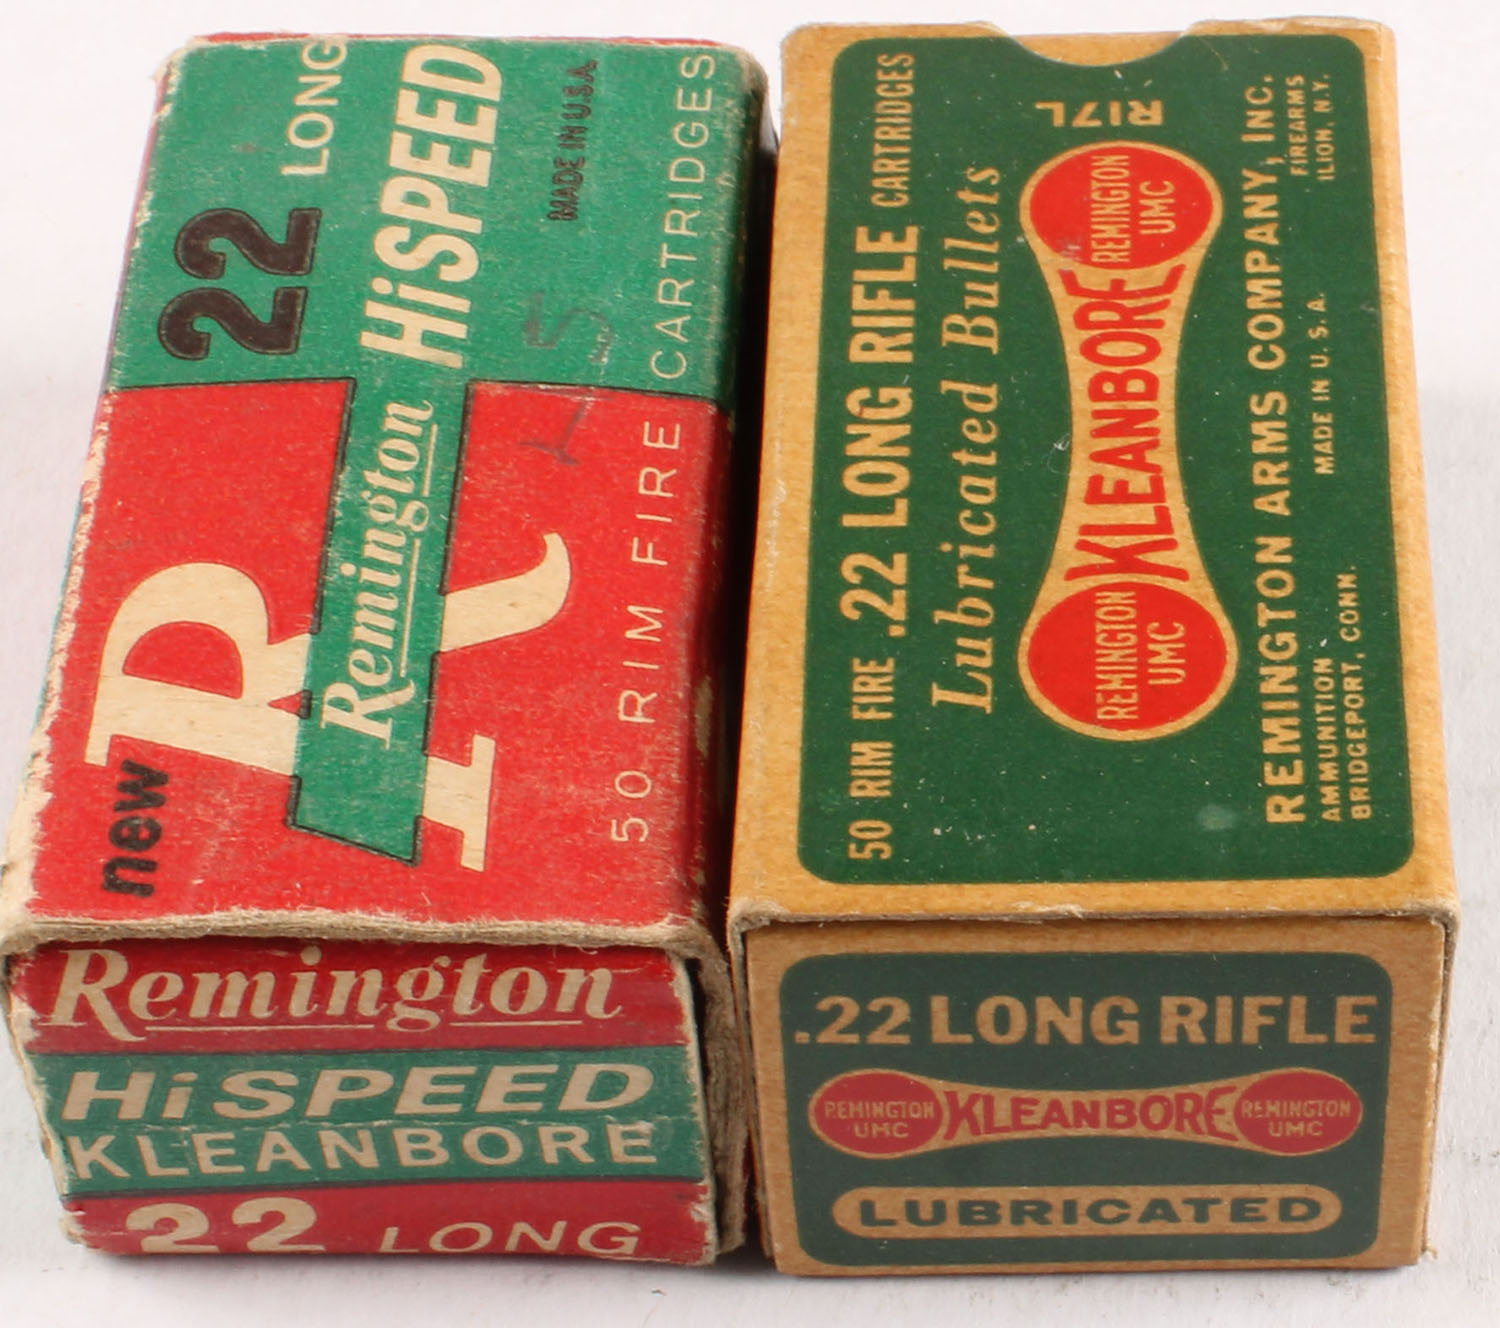 22 LONG
Remington HiSPEED
MADE IN U.S.A.
new
R
50 RIM FIRE CARTRIDGES
LS
Remington
HiSPEED
KLEANBORE
22 LONG
50 RIM FIRE .22 LONG RIFLE CARTRIDGES
Lubricated Bullets
R17L
REMINGTON UMC KLEANBORE REMINGTON UMC
REMINGTON ARMS COMPANY, INC.
AMMUNITION MADE IN U.S.A. FIREARMS
BRIDGEPORT, CONN. ILION, N.Y.
.22 LONG RIFLE
REMINGTON UMC KLEANBORE REMINGTON UMC
LUBRICATED